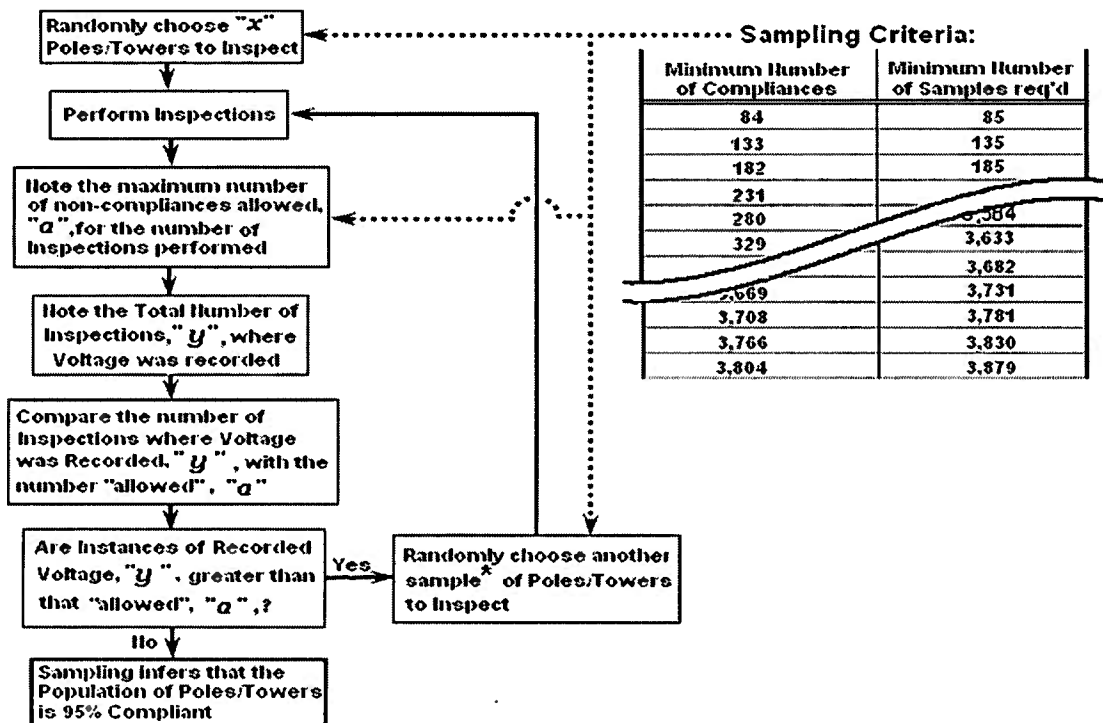 Randomly choose "x"
Poles/Towers to Inspect
Perform Inspections
Note the maximum number
of non-compliances allowed,
"a", for the number of
Inspections performed
Note the Total Number of
Inspections, "y", where
Voltage was recorded
Compare the number of
Inspections where Voltage
was Recorded, "y", with the
number "allowed", "a"
Are Instances of Recorded
Voltage, "y", greater than
that "allowed", "a",?
Yes
Randomly choose another
sample* of Poles/Towers
to Inspect
No
Sampling infers that the
Population of Poles/Towers
is 95% Compliant
Sampling Criteria:
Minimum Number
of Compliances
Minimum Number
of Samples req'd
84 85
133 135
182 185
231
280
329 3,633
3,682
3,731
3,708 3,781
3,766 3,830
3,804 3,879